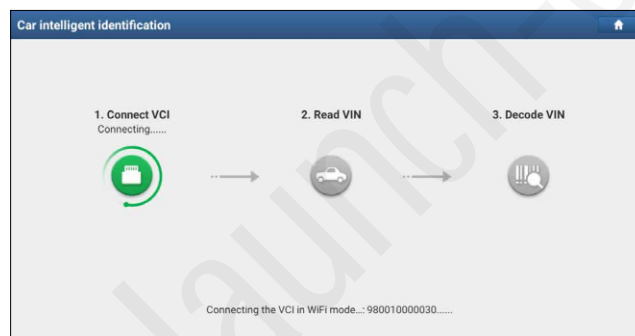 Car intelligent identification
1. Connect VCI
Connecting......
2. Read VIN
3. Decode VIN
Connecting the VCI in WiFi mode...: 980010000030......
launch-